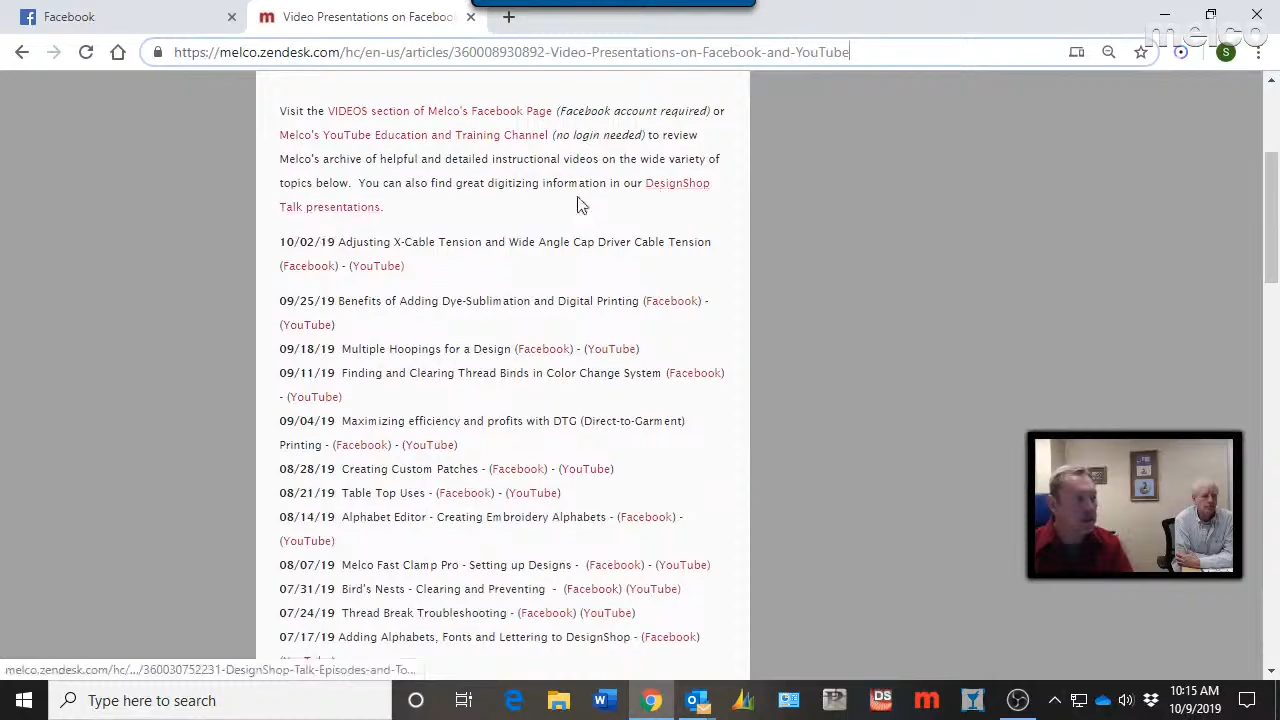 Facebook
Video Presentations on Faceboo
melco
https://melco.zendesk.com/hc/en-us/articles/360008930892-Video-Presentations-on-Facebook-and-YouTube
S
Visit the VIDEOS section of Melco's Facebook Page (Facebook account required) or
Melco's YouTube Education and Training Channel (no login needed) to review
Melco's archive of helpful and detailed instructional videos on the wide variety of
topics below. You can also find great digitizing information in our DesignShop
Talk presentations.
10/02/19 Adjusting X-Cable Tension and Wide Angle Cap Driver Cable Tension
(Facebook) - (YouTube)
09/25/19 Benefits of Adding Dye-Sublimation and Digital Printing (Facebook) -
(YouTube)
09/18/19 Multiple Hoopings for a Design (Facebook) - (YouTube)
09/11/19 Finding and Clearing Thread Binds in Color Change System (Facebook)
- (YouTube)
09/04/19 Maximizing efficiency and profits with DTG (Direct-to-Garment)
Printing - (Facebook) - (YouTube)
08/28/19 Creating Custom Patches - (Facebook) - (YouTube)
08/21/19 Table Top Uses - (Facebook) - (YouTube)
08/14/19 Alphabet Editor - Creating Embroidery Alphabets - (Facebook) -
(YouTube)
08/07/19 Melco Fast Clamp Pro - Setting up Designs - (Facebook) - (YouTube)
07/31/19 Bird's Nests - Clearing and Preventing - (Facebook) (YouTube)
07/24/19 Thread Break Troubleshooting - (Facebook) (YouTube)
07/17/19 Adding Alphabets, Fonts and Lettering to DesignShop - (Facebook)
melco.zendesk.com/hc/.../360030752231-DesignShop-Talk-Episodes-and-To...
Type here to search
DS
10:15 AM
10/9/2019